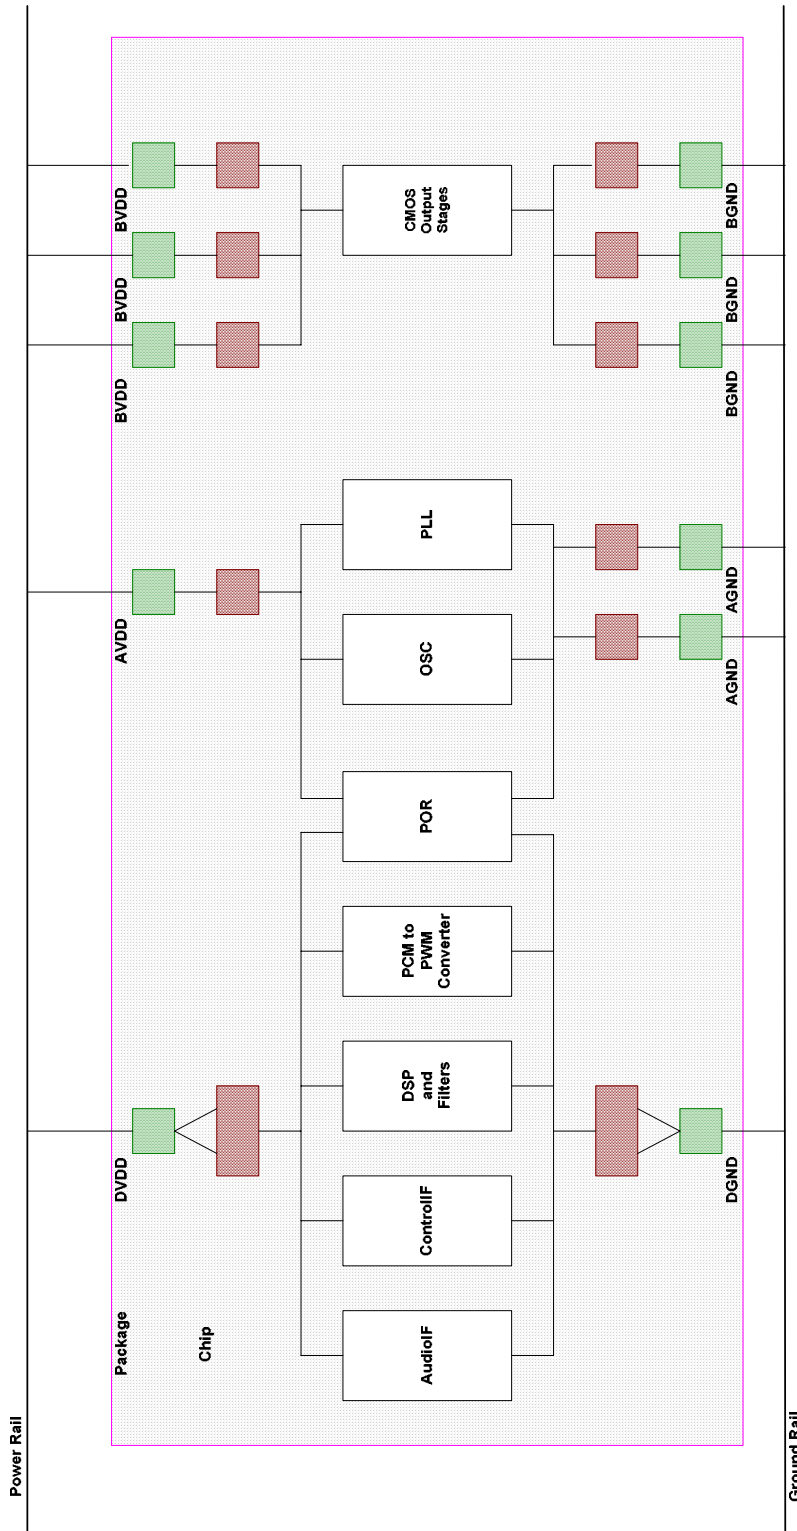 Power Rail
Package
Chip
DVDD
AVDD
BVDD
BVDD
BVDD
AudioIF
ControlIF
DSP
and
Filters
PCM to
PWM
Converter
POR
OSC
PLL
CMOS
Output
Stages
DGND
AGND
AGND
BGND
BGND
BGND
Ground Rail